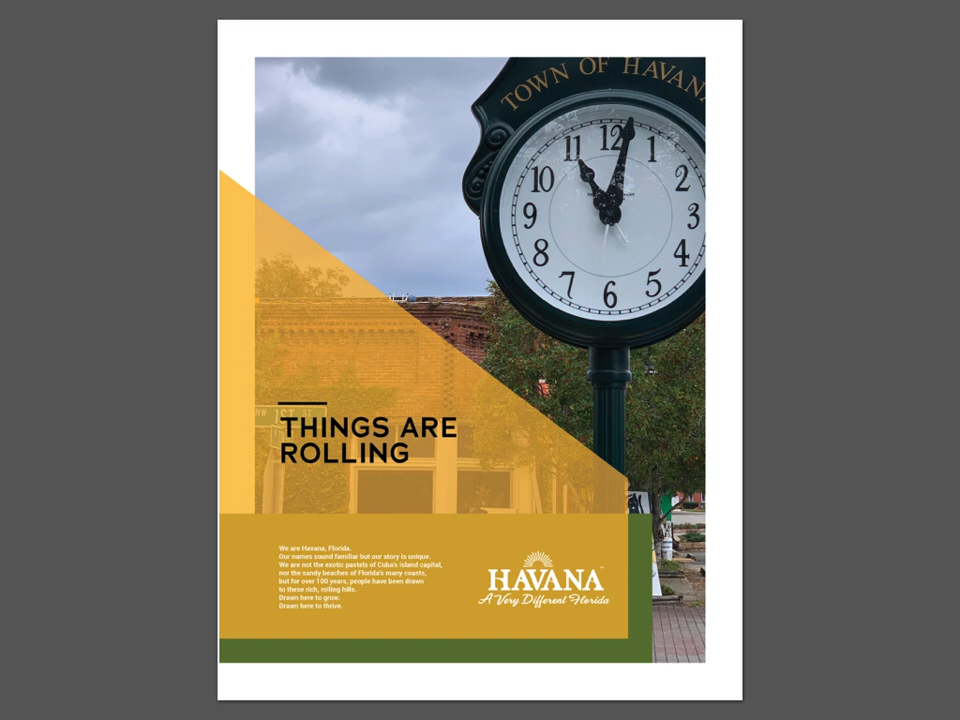 TOWN OF HAVANA
12
11
1
10
2
9
3
8
4
7
5
6
1ST ST
THINGS ARE
ROLLING
We are Havana, Florida.
Our names sound familiar but our story is unique.
We are not the exotic pastels of Cuba's island capital,
nor the sandy beaches of Florida's many coasts,
but for over 100 years, people have been drawn
to these rich, rolling hills.
Drawn here to grow.
Drawn here to thrive.
HAVANA
A Very Different Florida